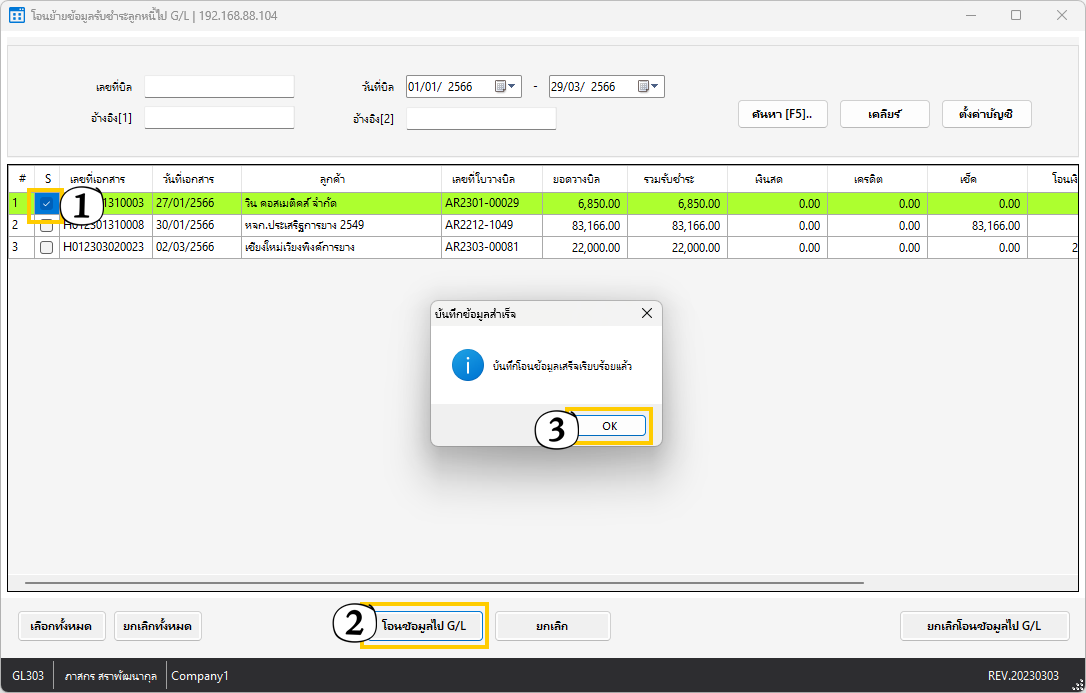 โอนย้ายข้อมูลรับชำระลูกหนี้ไป G/L | 192.168.88.104
เลขที่บิล วันที่บิล 01/01/ 2566 - 29/03/ 2566
อ้างอิง[1] อ้างอิง[2] ค้นหา [F5].. เคลียร์ ตั้งค่าบัญชี
# S เลขที่เอกสาร วันที่เอกสาร ลูกค้า เลขที่ใบวางบิล ยอดวางบิล รวมรับชำระ เงินสด เครดิต เช็ค
1 1 01310003 27/01/2566 วิน คอสเมติคส์ จำกัด AR2301-00029 6,850.00 6,850.00 0.00 0.00 0.00
2 H012301310008 30/01/2566 หจก.ประเสริฐการยาง 2549 AR2212-1049 83,166.00 83,166.00 0.00 0.00 83,166.00
3 H012303020023 02/03/2566 เชียงใหม่เวียงพิงค์การยาง AR2303-00081 22,000.00 22,000.00 0.00 0.00 0.00 2
บันทึกข้อมูลสำเร็จ
บันทึกโอนข้อมูลเสร็จเรียบร้อยแล้ว
3 OK
เลือกทั้งหมด ยกเลิกทั้งหมด 2 โอนข้อมูลไป G/L ยกเลิก ยกเลิกโอนข้อมูลไป G/L
GL303 ภาสกร สราพัฒนากุล Company1 REV.20230303